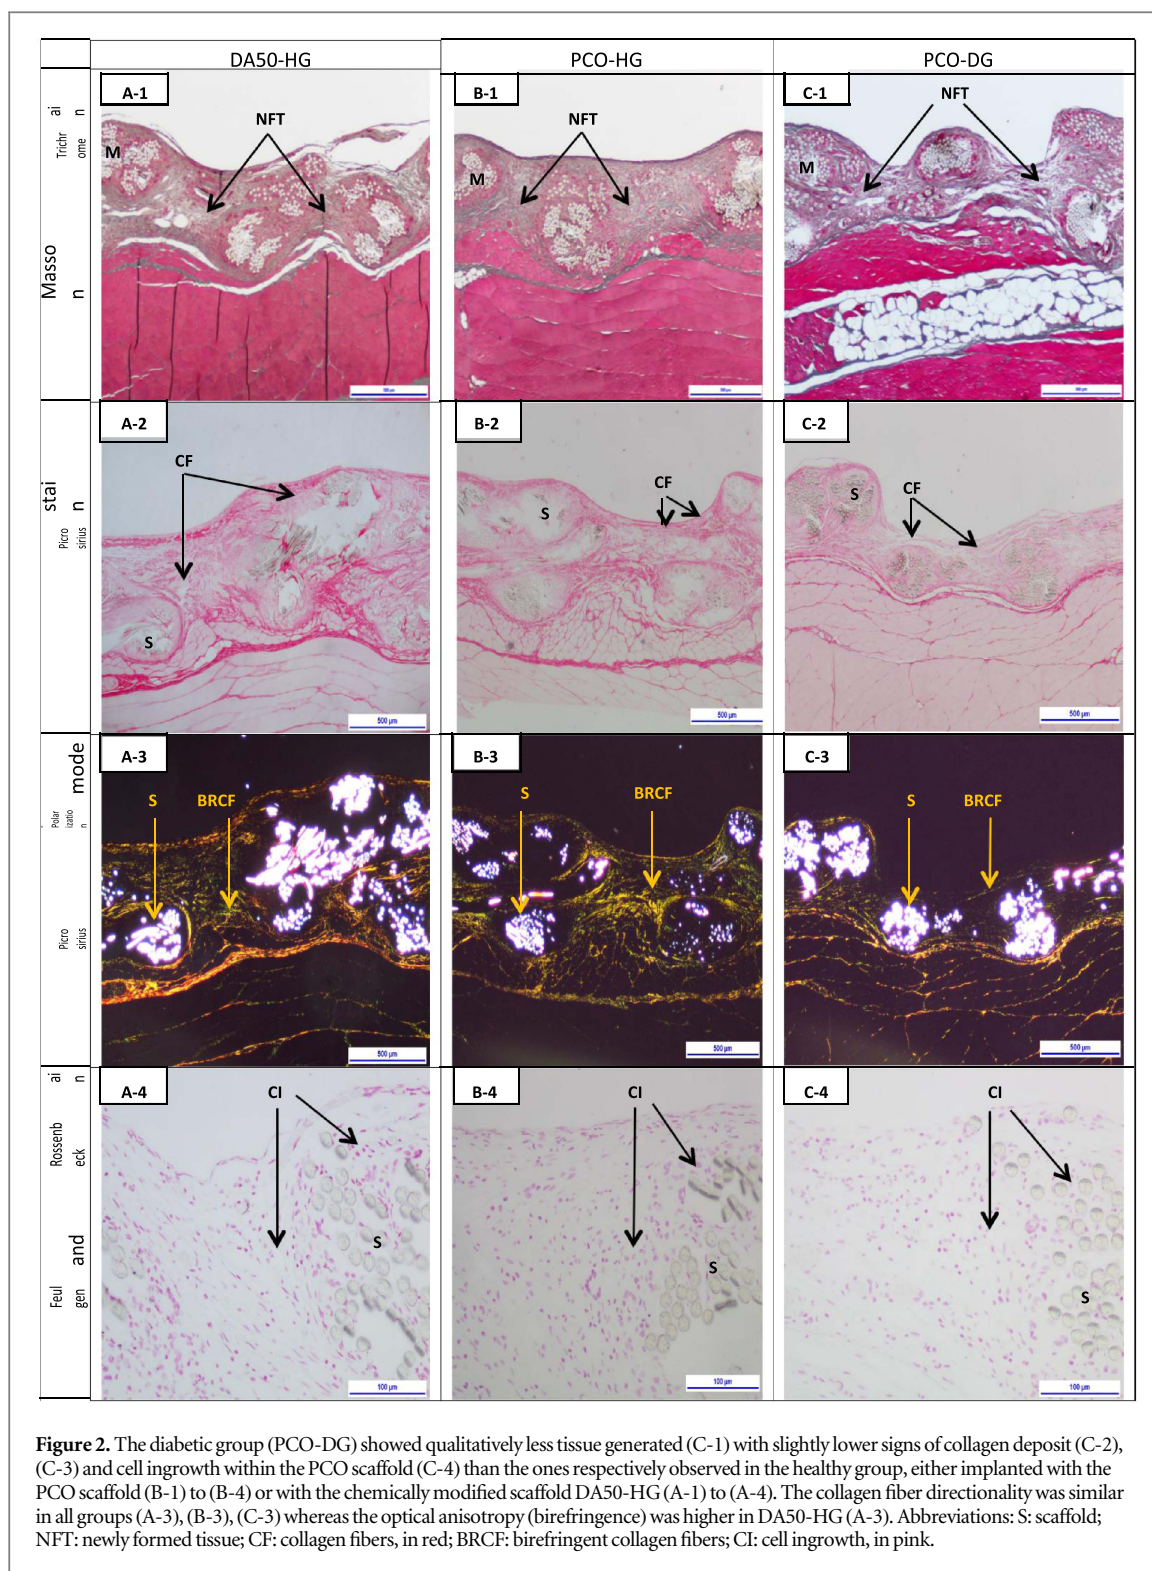 DA50-HG PCO-HG PCO-DG
Masso n
Trichr ome
ai n
A-1
NFT
M
B-1
NFT
M
C-1
NFT
M
Picro sirius
stai n
A-2
CF
S
500 µm
B-2
CF
S
500 µm
C-2
CF
S
500 µm
Picro sirius
Polar izatio n
mode
A-3
S BRCF
500 µm
B-3
S BRCF
500 µm
C-3
S BRCF
500 µm
Feul gen
and
Rossenb eck
ai n
A-4
CI
S
100 µm
B-4
CI
S
100 µm
C-4
CI
S
100 µm
Figure 2. The diabetic group (PCO-DG) showed qualitatively less tissue generated (C-1) with slightly lower signs of collagen deposit (C-2),
(C-3) and cell ingrowth within the PCO scaffold (C-4) than the ones respectively observed in the healthy group, either implanted with the
PCO scaffold (B-1) to (B-4) or with the chemically modified scaffold DA50-HG (A-1) to (A-4). The collagen fiber directionality was similar
in all groups (A-3), (B-3), (C-3) whereas the optical anisotropy (birefringence) was higher in DA50-HG (A-3). Abbreviations: S: scaffold;
NFT: newly formed tissue; CF: collagen fibers, in red; BRCF: birefringent collagen fibers; CI: cell ingrowth, in pink.